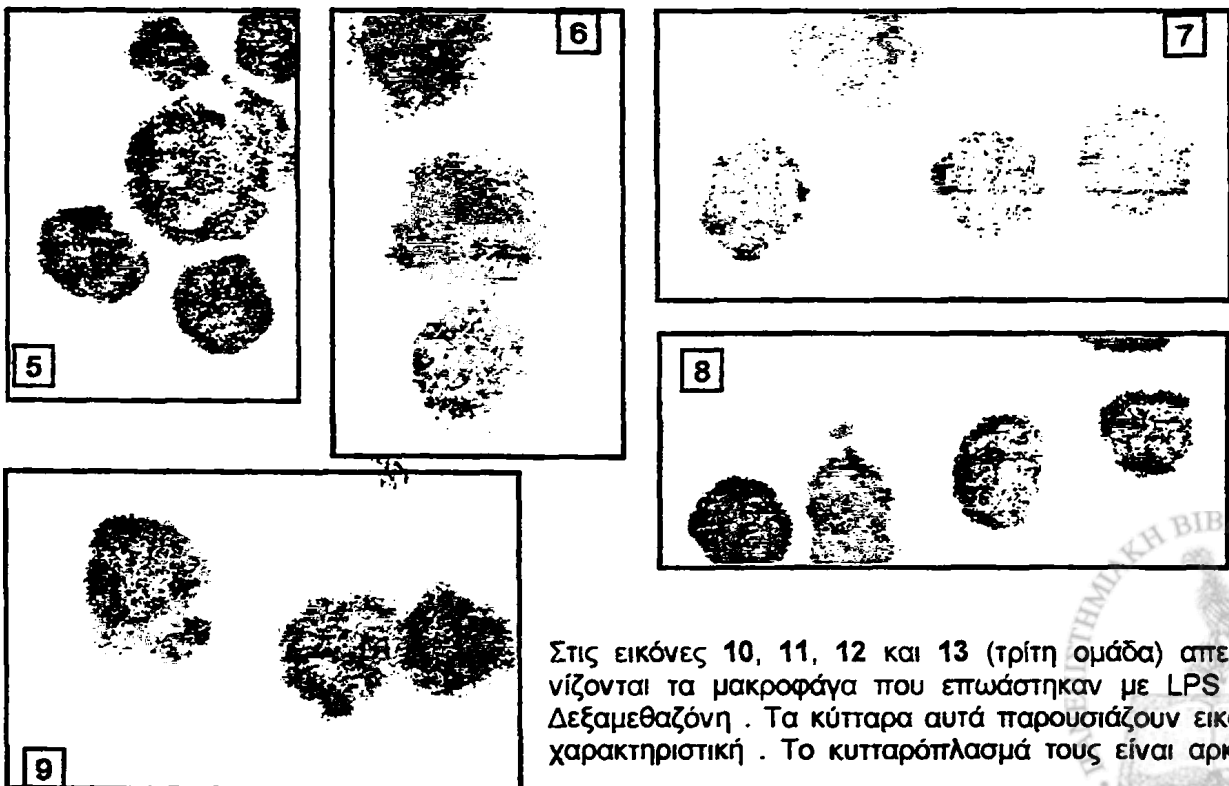 5
6
7
8
9
Στις εικόνες 10, 11, 12 και 13 (τρίτη ομάδα) απε
νίζονται τα μακροφάγα που επωάστηκαν με LPS
Δεξαμεθαζόνη . Τα κύτταρα αυτά παρουσιάζουν εικ
χαρακτηριστική . Το κυτταρόπλασμά τους είναι αρκ